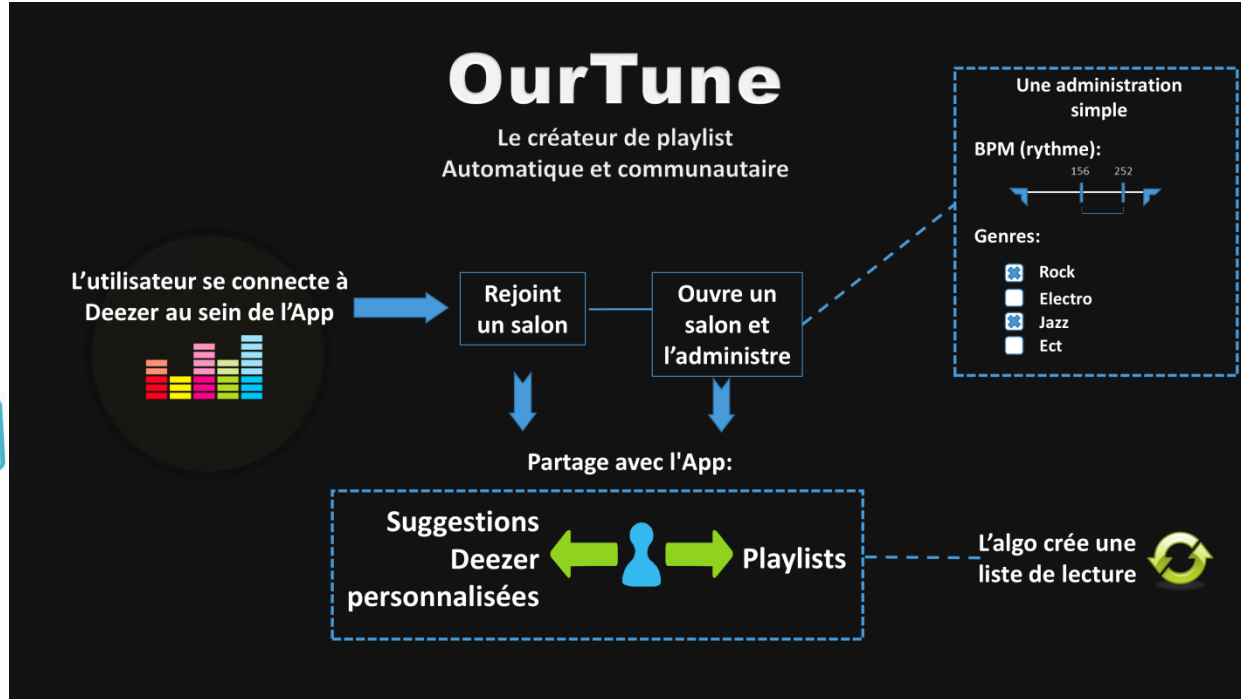 OurTune
Le créateur de playlist
Automatique et communautaire
Une administration
simple
BPM (rythme):
156 252
Genres:
Rock
Electro
Jazz
Ect
L'utilisateur se connecte à
Deezer au sein de l'App
Rejoint
un salon
Ouvre un
salon et
l'administre
Partage avec l'App:
Suggestions
Deezer
personnalisées
Playlists
L'algo crée une
liste de lecture